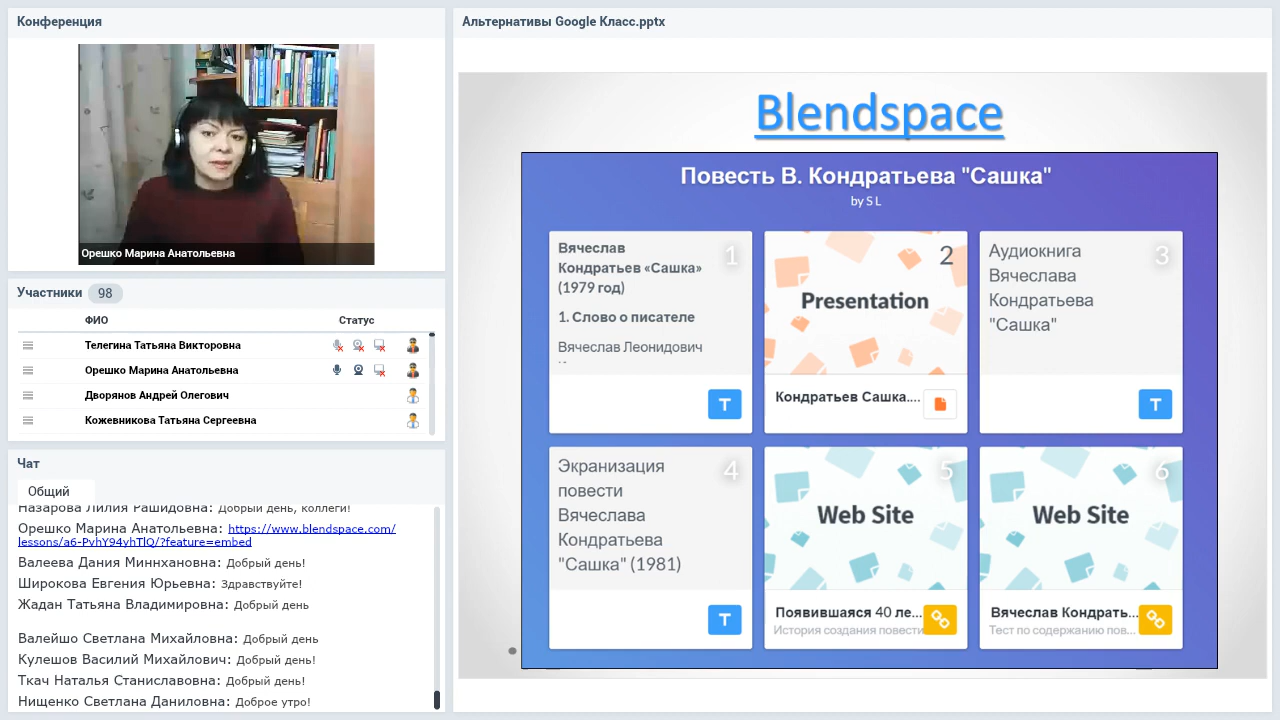 Конференция
Орешко Марина Анатольевна
Участники 98
ФИО Статус
Телегина Татьяна Викторовна
Орешко Марина Анатольевна
Дворянов Андрей Олегович
Кожевникова Татьяна Сергеевна
Чат
Общий
Назарова Лилия Рашидовна: Добрый день, коллеги!
Орешко Марина Анатольевна: https://www.blendspace.com/
lessons/a6-PvhY94yhTlQ/?feature=embed
Валеева Дания Миннхановна: Добрый день!
Широкова Евгения Юрьевна: Здравствуйте!
Жадан Татьяна Владимировна: Добрый день
Валейшо Светлана Михайловна: Добрый день
Кулешов Василий Михайлович: Добрый день!
Ткач Наталья Станиславовна: Добрый день!
Нищенко Светлана Даниловна: Доброе утро!
Альтернативы Google Класс.pptx
Blendspace
Повесть В. Кондратьева "Сашка"
by S L
1
Вячеслав
Кондратьев «Сашка»
(1979 год)
1. Слово о писателе
Вячеслав Леонидович
T
2
Presentation
Кондратьев Сашка....
3
Аудиокнига
Вячеслава
Кондратьева
"Сашка"
T
4
Экранизация
повести
Вячеслава
Кондратьева
"Сашка" (1981)
T
5
Web Site
Появившаяся 40 ле...
История создания повести
6
Web Site
Вячеслав Кондрать...
Тест по содержанию пов...